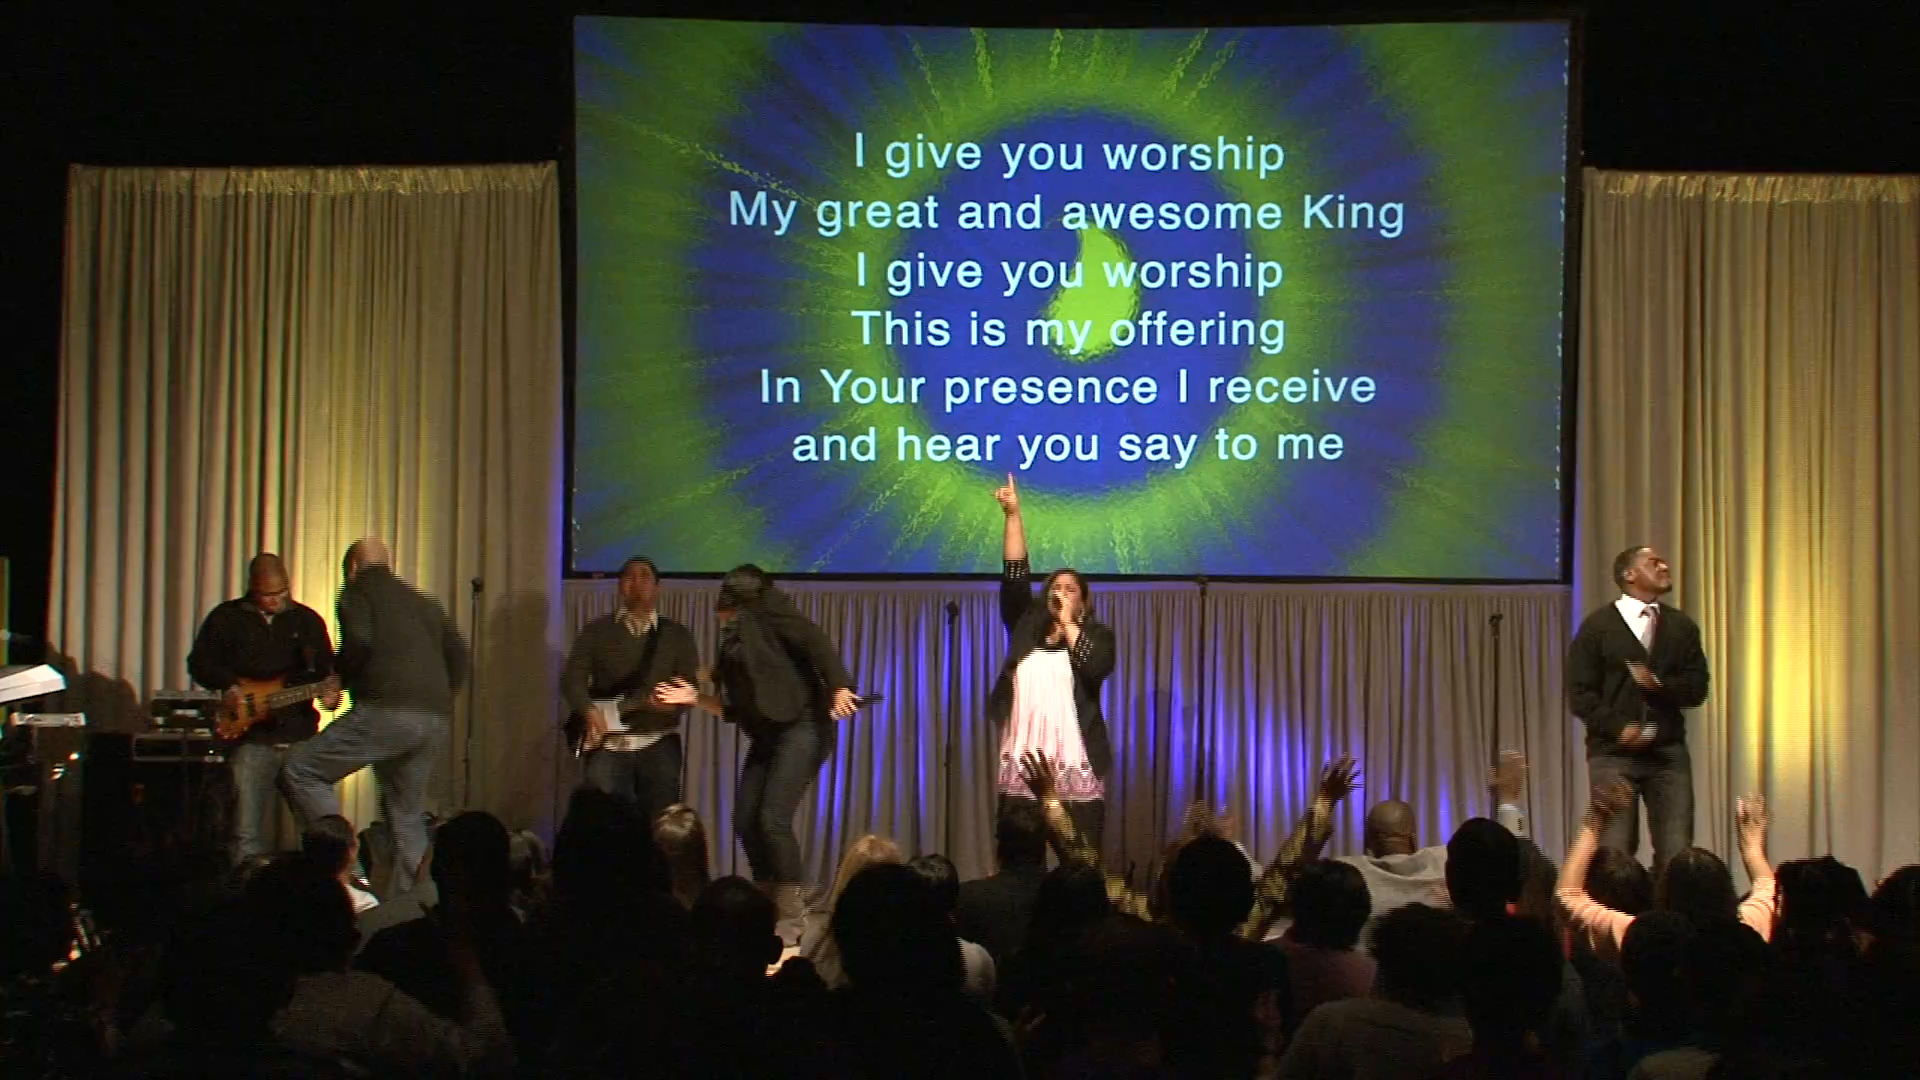 I give you worship
My great and awesome King
I give you worship
This is my offering
In Your presence I receive
and hear you say to me